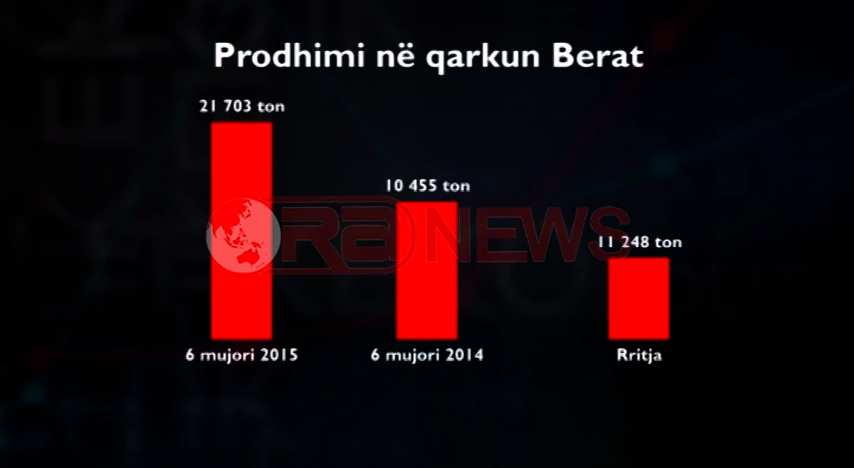 Prodhimi në qarkun Berat
21 703 ton
10 455 ton
11 248 ton
ORA NEWS
6 mujori 2015
6 mujori 2014
Rritja